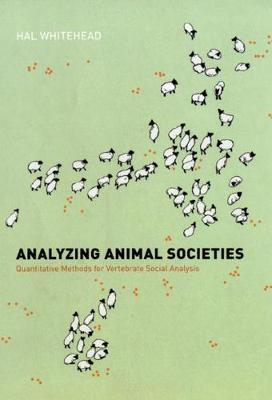 HAL WHITEHEAD
ANALYZING ANIMAL SOCIETIES
Quantitative Methods for Vertebrate Social Analysis